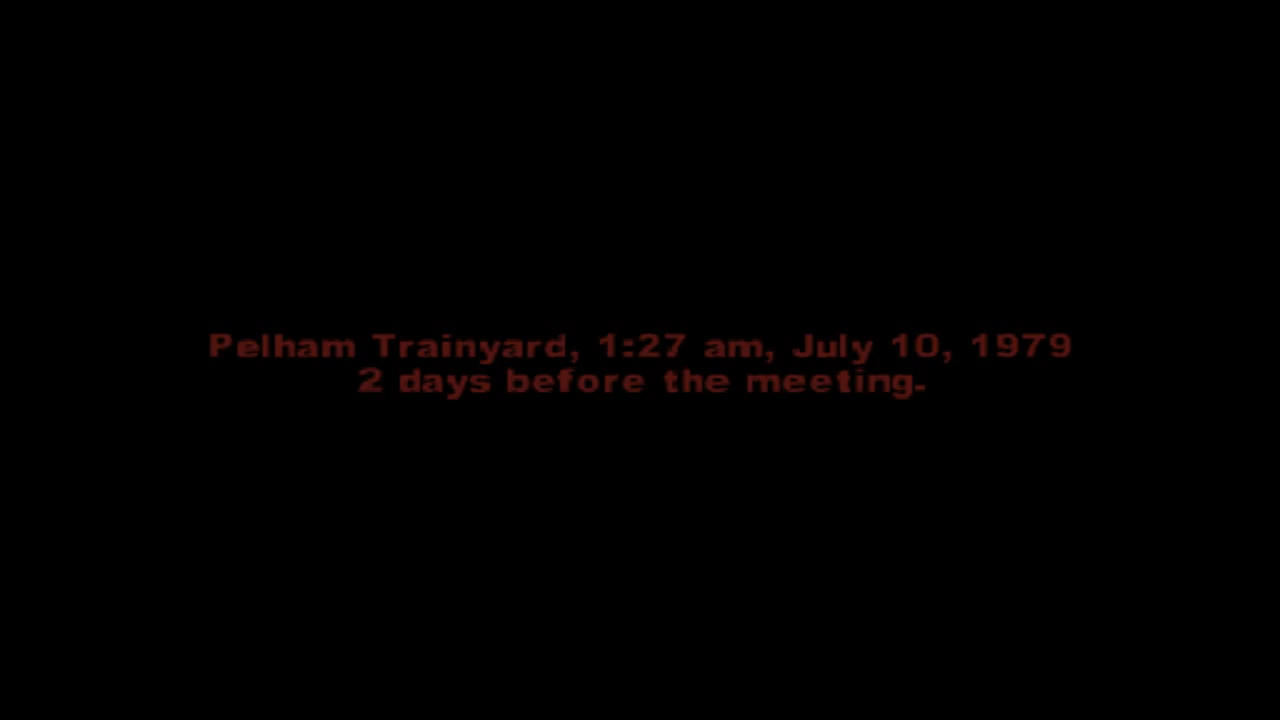 Pelham Trainyard, 1:27 am, July 10, 1979
2 days before the meeting.